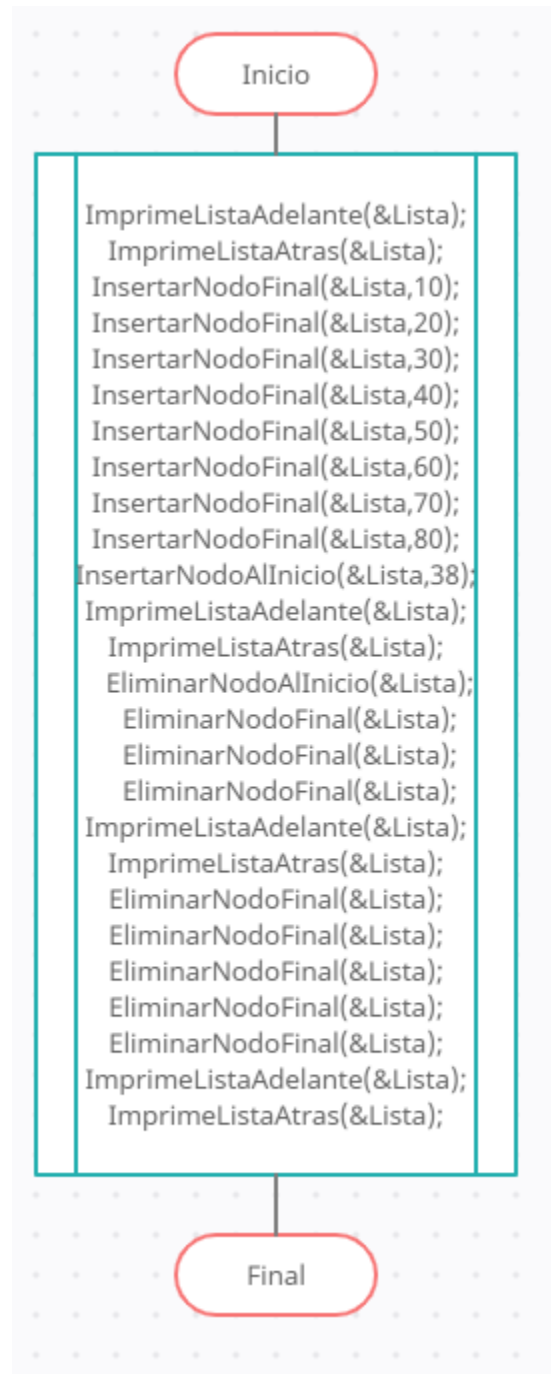 Inicio
ImprimeListaAdelante(&Lista);
ImprimeListaAtras(&Lista);
InsertarNodoFinal(&Lista,10);
InsertarNodoFinal(&Lista,20);
InsertarNodoFinal(&Lista,30);
InsertarNodoFinal(&Lista,40);
InsertarNodoFinal(&Lista,50);
InsertarNodoFinal(&Lista,60);
InsertarNodoFinal(&Lista,70);
InsertarNodoFinal(&Lista,80);
InsertarNodoAlInicio(&Lista,38);
ImprimeListaAdelante(&Lista);
ImprimeListaAtras(&Lista);
EliminarNodoAlInicio(&Lista);
EliminarNodoFinal(&Lista);
EliminarNodoFinal(&Lista);
EliminarNodoFinal(&Lista);
ImprimeListaAdelante(&Lista);
ImprimeListaAtras(&Lista);
EliminarNodoFinal(&Lista);
EliminarNodoFinal(&Lista);
EliminarNodoFinal(&Lista);
EliminarNodoFinal(&Lista);
EliminarNodoFinal(&Lista);
ImprimeListaAdelante(&Lista);
ImprimeListaAtras(&Lista);
Final